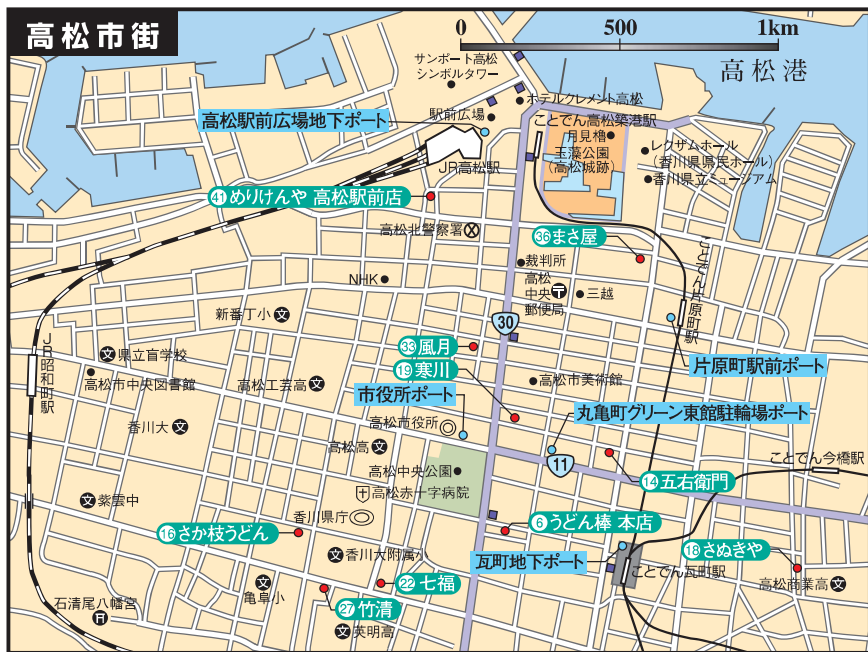 高松市街
0 500 1km
高松港
サンポート高松
シンボルタワー
ホテルクレメント高松
駅前広場
高松駅前広場地下ポート
ことでん高松築港駅
月見櫓
玉藻公園
(高松城跡)
レクザムホール
(香川県県民ホール)
香川県立ミュージアム
JR高松駅
41 めりけんや 高松駅前店
高松北警察署
36 まさ屋
ことでん片原町駅
裁判所
NHK
高松
中央
郵便局
三越
新番丁小
30
33 風月
片原町駅前ポート
県立盲学校
19 寒川
JR昭和町駅
高松市中央図書館
高松工芸高
高松市美術館
市役所ポート
丸亀町グリーン東館駐輪場ポート
香川大
高松市役所
高松高
11
ことでん今橋駅
高松中央公園
14 五右衛門
高松赤十字病院
紫雲中
香川県庁
6 うどん棒 本店
16 さか枝うどん
香川大附属小
瓦町地下ポート
18 さぬきや
ことでん瓦町駅
高松商業高
亀阜小
22 七福
石清尾八幡宮
27 竹清
英明高